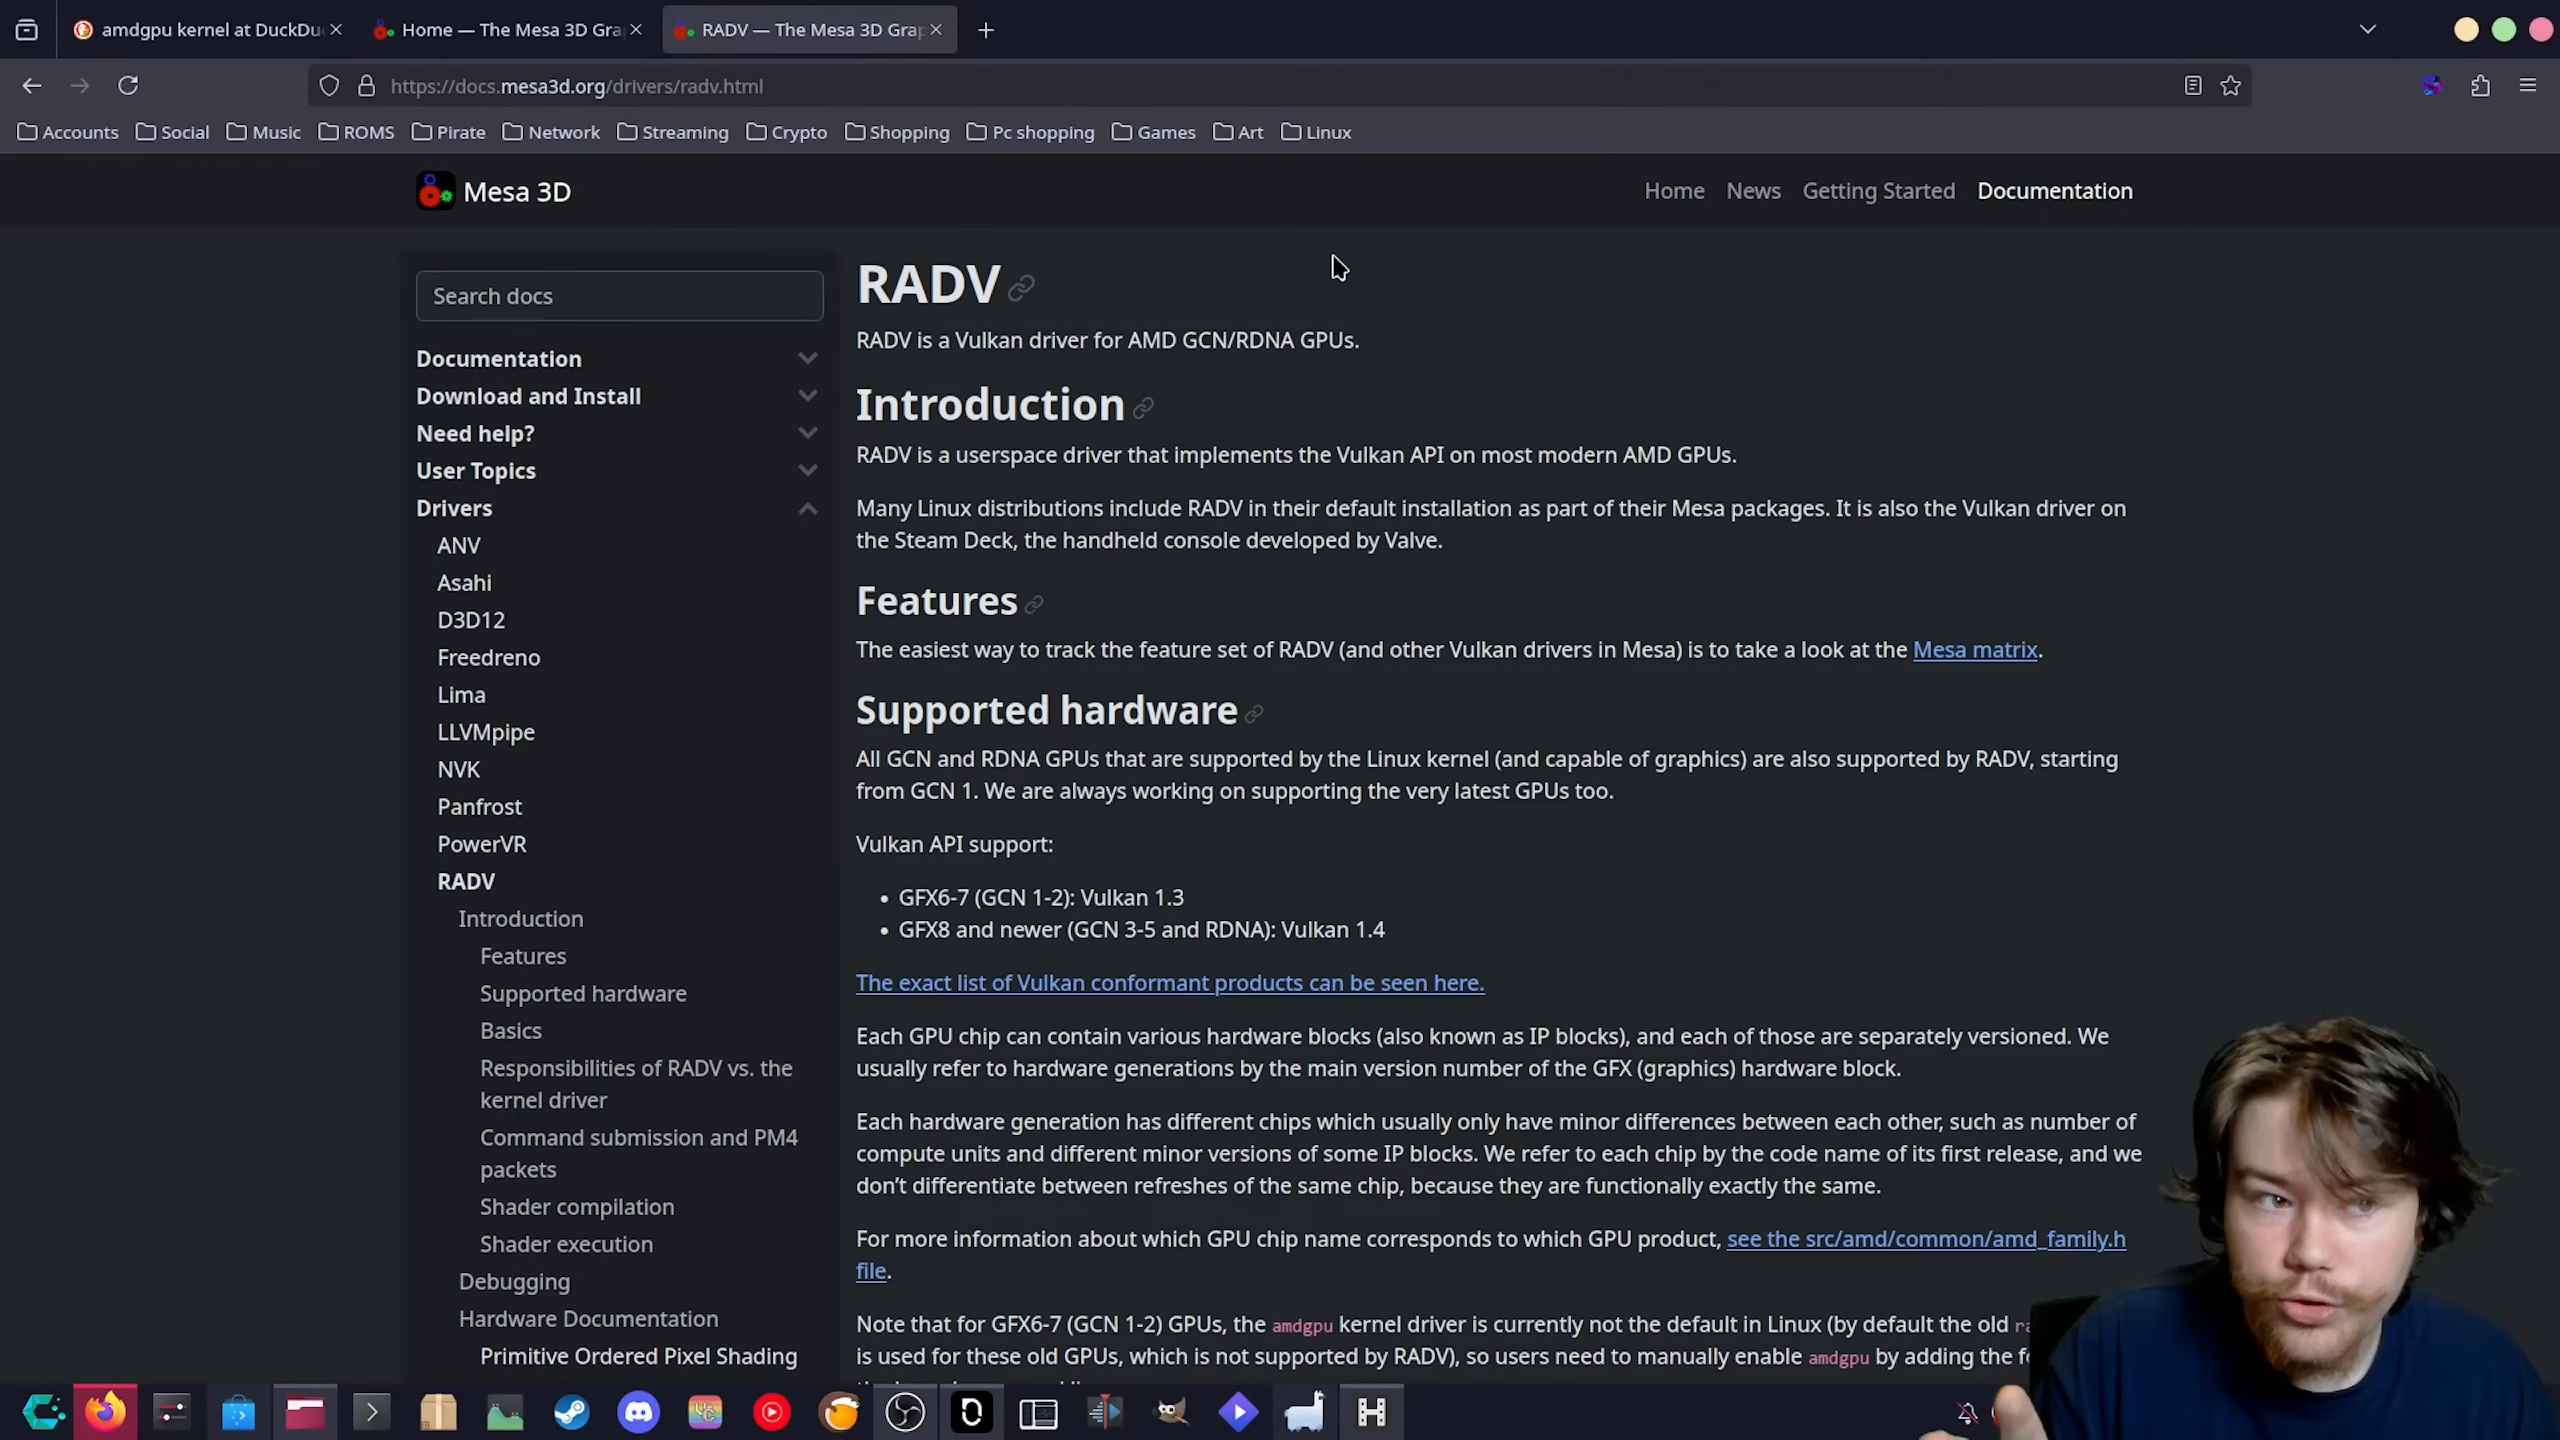 amdgpu kernel at DuckDu
Home — The Mesa 3D Gra
RADV — The Mesa 3D Grap
https://docs.mesa3d.org/drivers/radv.html
Accounts
Social
Music
ROMS
Pirate
Network
Streaming
Crypto
Shopping
Pc shopping
Games
Art
Linux
Mesa 3D
Home
News
Getting Started
Documentation
Search docs
Documentation
Download and Install
Need help?
User Topics
Drivers
ANV
Asahi
D3D12
Freedreno
Lima
LLVMpipe
NVK
Panfrost
PowerVR
RADV
Introduction
Features
Supported hardware
Basics
Responsibilities of RADV vs. the
kernel driver
Command submission and PM4
packets
Shader compilation
Shader execution
Debugging
Hardware Documentation
Primitive Ordered Pixel Shading
RADV
RADV is a Vulkan driver for AMD GCN/RDNA GPUs.
Introduction
RADV is a userspace driver that implements the Vulkan API on most modern AMD GPUs.
Many Linux distributions include RADV in their default installation as part of their Mesa packages. It is also the Vulkan driver on
the Steam Deck, the handheld console developed by Valve.
Features
The easiest way to track the feature set of RADV (and other Vulkan drivers in Mesa) is to take a look at the Mesa matrix.
Supported hardware
All GCN and RDNA GPUs that are supported by the Linux kernel (and capable of graphics) are also supported by RADV, starting
from GCN 1. We are always working on supporting the very latest GPUs too.
Vulkan API support:
• GFX6-7 (GCN 1-2): Vulkan 1.3
• GFX8 and newer (GCN 3-5 and RDNA): Vulkan 1.4
The exact list of Vulkan conformant products can be seen here.
Each GPU chip can contain various hardware blocks (also known as IP blocks), and each of those are separately versioned. We
usually refer to hardware generations by the main version number of the GFX (graphics) hardware block.
Each hardware generation has different chips which usually only have minor differences between each other, such as number of
compute units and different minor versions of some IP blocks. We refer to each chip by the code name of its first release, and we
don't differentiate between refreshes of the same chip, because they are functionally exactly the same.
For more information about which GPU chip name corresponds to which GPU product, see the src/amd/common/amd_family.h
file.
Note that for GFX6-7 (GCN 1-2) GPUs, the amdgpu kernel driver is currently not the default in Linux (by default the old
is used for these old GPUs, which is not supported by RADV), so users need to manually enable amdgpu by adding the